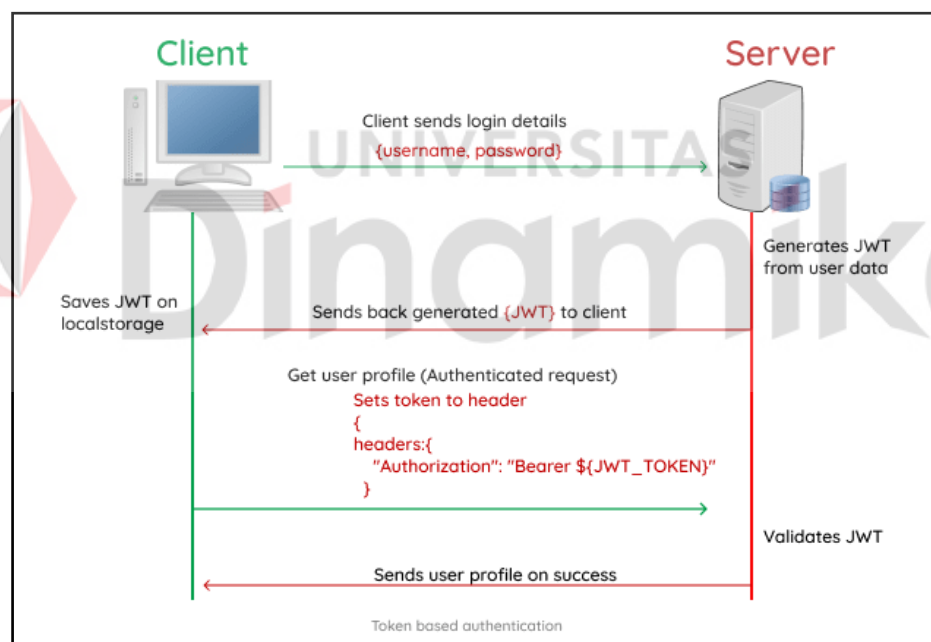 Client
Server
UNIVERSITAS
Dinamika
Client sends login details
{username, password}
Generates JWT
from user data
Saves JWT on
localstorage
Sends back generated {JWT} to client
Get user profile (Authenticated request)
Sets token to header
{
headers:{
"Authorization": "Bearer ${JWT_TOKEN}"
}
Validates JWT
Sends user profile on success
Token based authentication